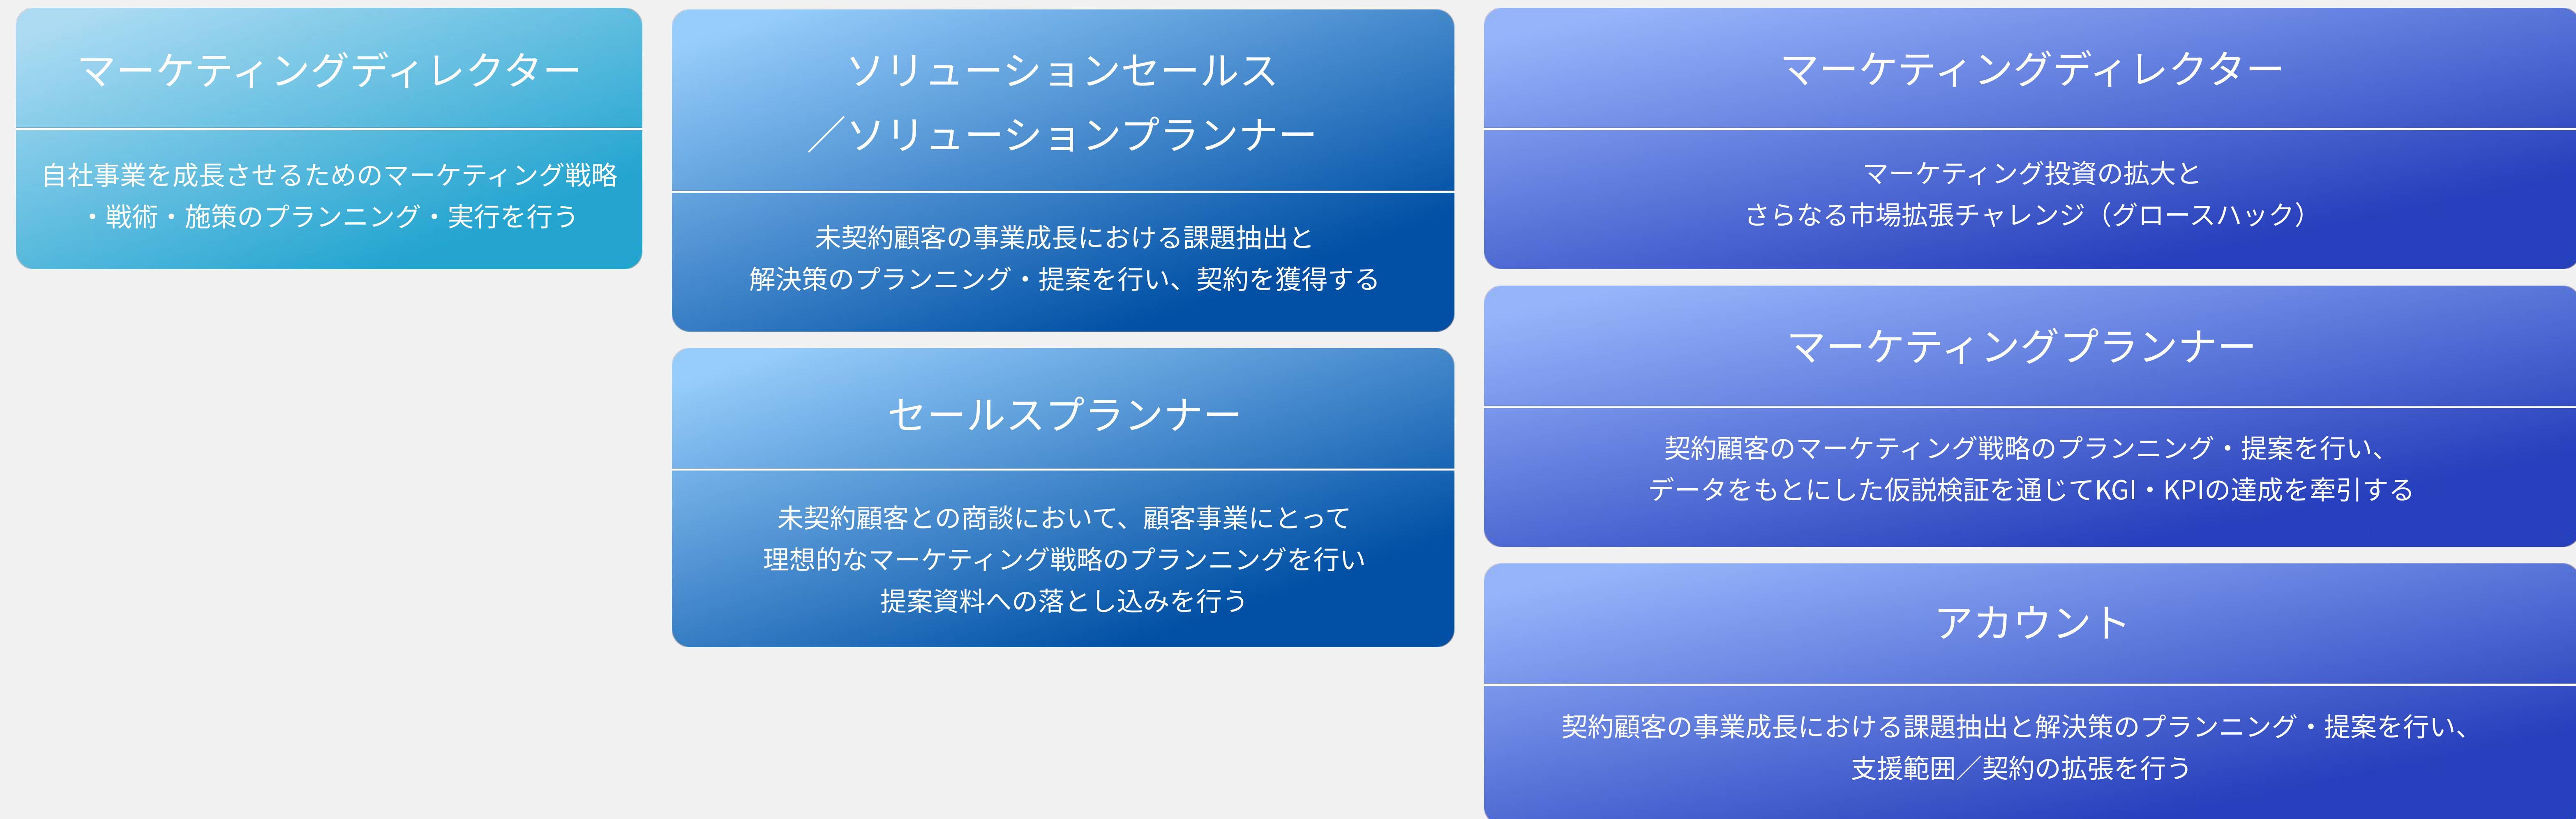 マーケティングディレクター
自社事業を成長させるためのマーケティング戦略
・戦術・施策のプランニング・実行を行う
ソリューションセールス
／ソリューションプランナー
未契約顧客の事業成長における課題抽出と
解決策のプランニング・提案を行い、契約を獲得する
セールスプランナー
未契約顧客との商談において、顧客事業にとって
理想的なマーケティング戦略のプランニングを行い
提案資料への落とし込みを行う
マーケティングディレクター
マーケティング投資の拡大と
さらなる市場拡張チャレンジ（グロースハック）
マーケティングプランナー
契約顧客のマーケティング戦略のプランニング・提案を行い、
データをもとにした仮説検証を通じてKGI・KPIの達成を牽引する
アカウント
契約顧客の事業成長における課題抽出と解決策のプランニング・提案を行い、
支援範囲／契約の拡張を行う